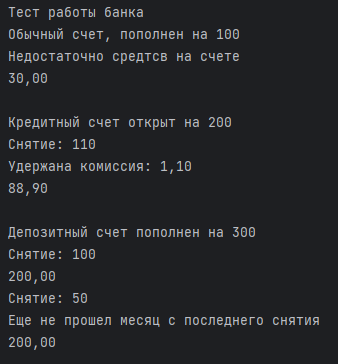 Тест работы банка
Обычный счет, пополнен на 100
Недостаточно средтсв на счете
30,00
Кредитный счет открыт на 200
Снятие: 110
Удержана комиссия: 1,10
88,90
Депозитный счет пополнен на 300
Снятие: 100
200,00
Снятие: 50
Еще не прошел месяц с последнего снятия
200,00